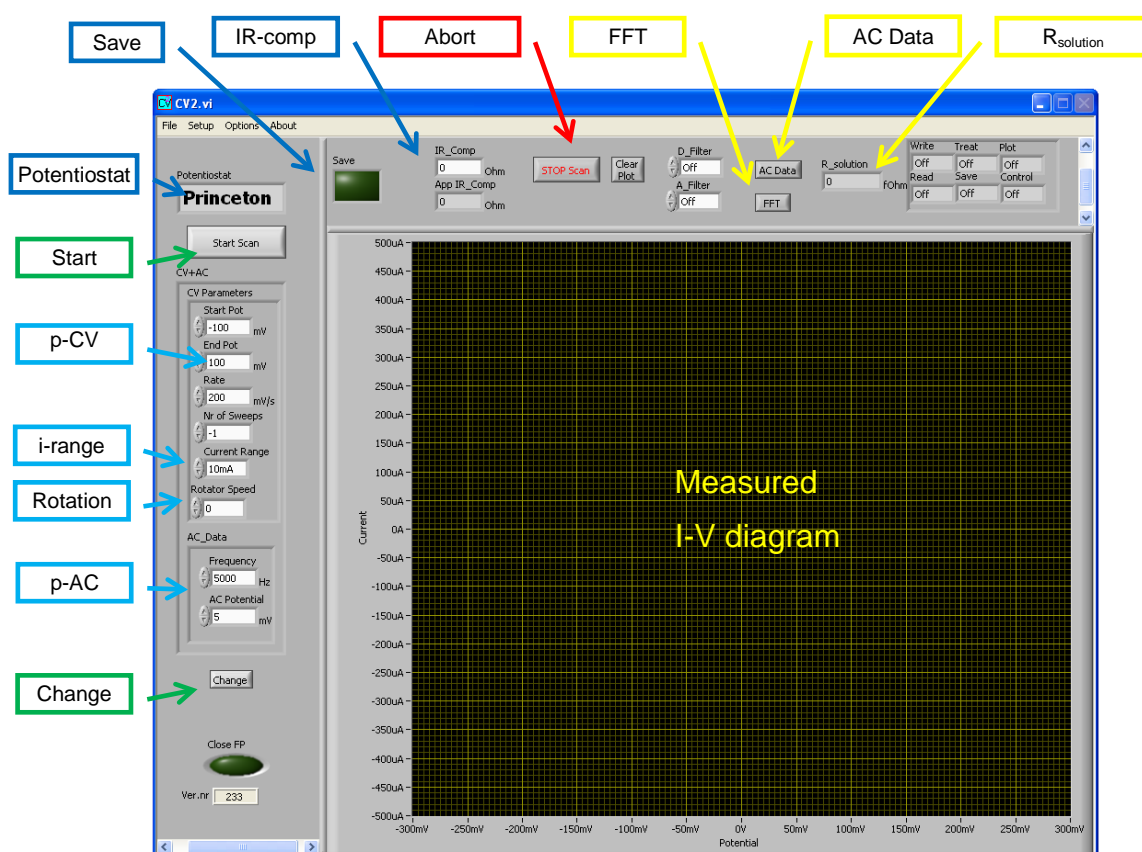 Save
IR-comp
Abort
FFT
AC Data
Rsolution
CV2.vi
File Setup Options About
Potentiostat
Start
p-CV
i-range
Rotation
p-AC
Change
Potentiostat
Princeton
Start Scan
CV+AC
CV Parameters
Start Pot
-100 mV
End Pot
100 mV
Rate
200 mV/s
Nr of Sweeps
-1
Current Range
10mA
Rotator Speed
0
AC_Data
Frequency
5000 Hz
AC Potential
5 mV
Change
Close FP
Ver.nr 233
Save
IR_Comp
0 Ohm
App IR_Comp
0 Ohm
STOP Scan
Clear
Plot
D_Filter
Off
A_Filter
Off
AC Data
FFT
R_solution
0 fOhm
Write Treat Plot
Off Off Off
Read Save Control
Off Off Off
500uA
450uA
400uA
350uA
300uA
250uA
200uA
150uA
100uA
50uA
0A
-50uA
-100uA
-150uA
-200uA
-250uA
-300uA
-350uA
-400uA
-450uA
-500uA
Current
Measured
I-V diagram
-300mV -250mV -200mV -150mV -100mV -50mV 0V 50mV 100mV 150mV 200mV 250mV 300mV
Potential